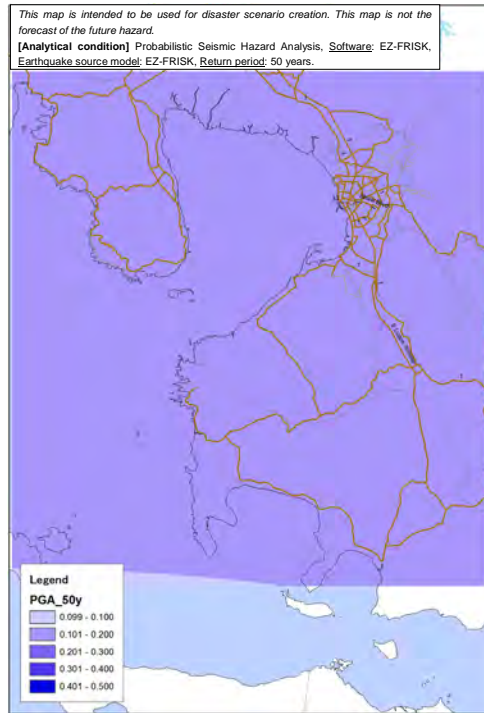 This map is intended to be used for disaster scenario creation. This map is not the
forecast of the future hazard.
[Analytical condition] Probabilistic Seismic Hazard Analysis, Software: EZ-FRISK,
Earthquake source model: EZ-FRISK, Return period: 50 years.
Legend
PGA_50y
0.099 - 0.100
0.101 - 0.200
0.201 - 0.300
0.301 - 0.400
0.401 - 0.500